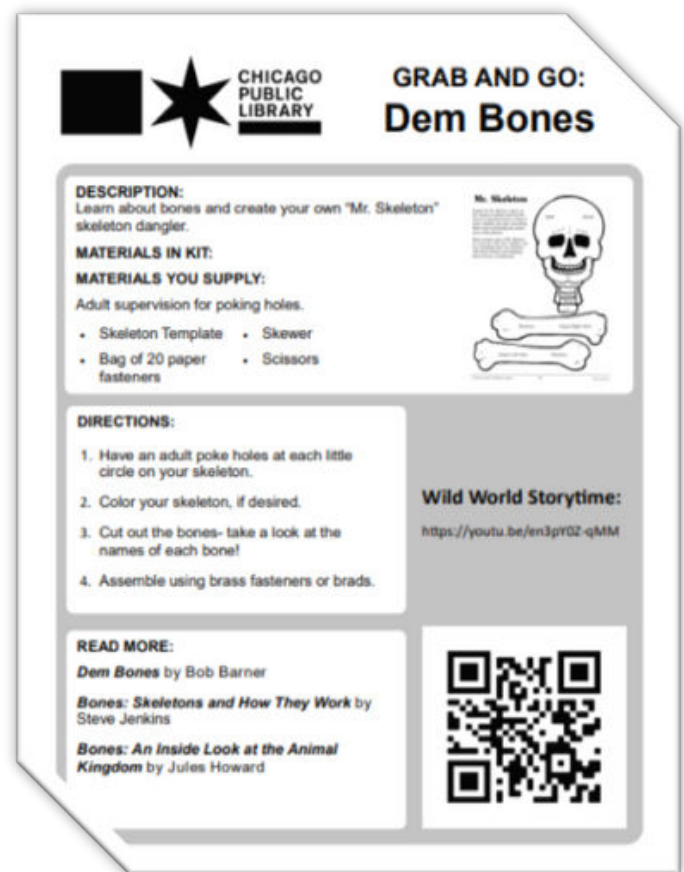 CHICAGO
PUBLIC
LIBRARY
GRAB AND GO:
Dem Bones
DESCRIPTION:
Learn about bones and create your own "Mr. Skeleton"
skeleton dangler.
MATERIALS IN KIT:
MATERIALS YOU SUPPLY:
Adult supervision for poking holes.
• Skeleton Template • Skewer
• Bag of 20 paper • Scissors
fasteners
Mr. Skeleton
DIRECTIONS:
1. Have an adult poke holes at each little
circle on your skeleton.
2. Color your skeleton, if desired.
3. Cut out the bones- take a look at the
names of each bone!
4. Assemble using brass fasteners or brads.
Wild World Storytime:
https://youtu.be/en3pY0Z-qMM
READ MORE:
Dem Bones by Bob Barner
Bones: Skeletons and How They Work by
Steve Jenkins
Bones: An Inside Look at the Animal
Kingdom by Jules Howard